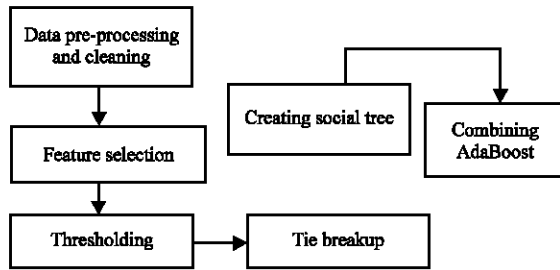 Data pre-processing
and cleaning
Feature selection
Thresholding
Tie breakup
Creating social tree
Combining
AdaBoost